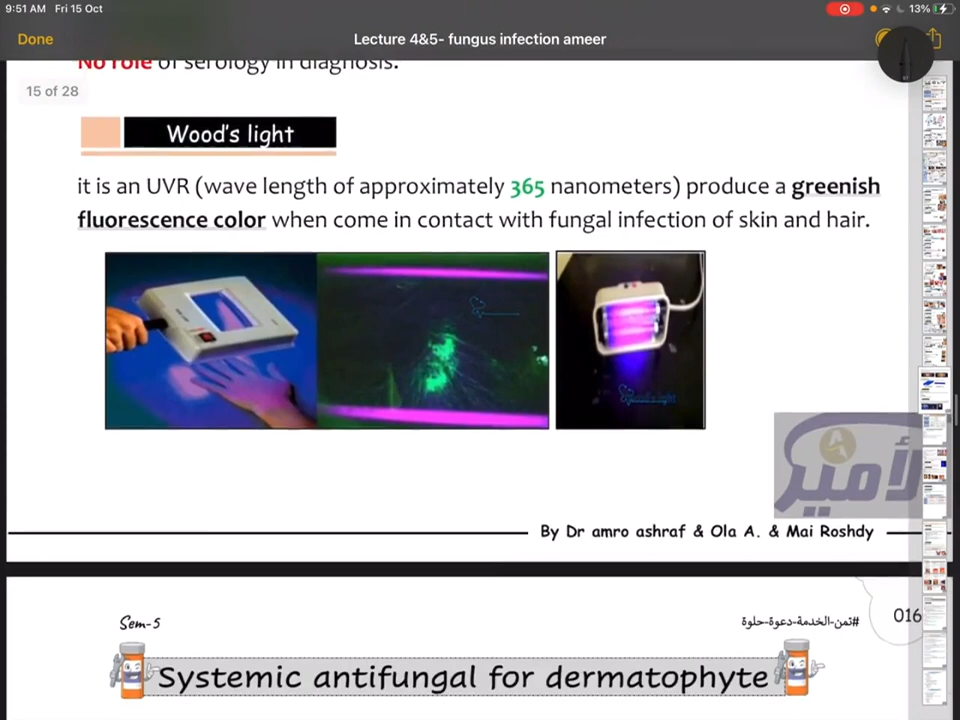 9:51 AM Fri 15 Oct
13%
Done
Lecture 4&5- fungus infection ameer
No role of serology in diagnosis.
15 of 28
Wood's light
it is an UVR (wave length of approximately 365 nanometers) produce a greenish
fluorescence color when come in contact with fungal infection of skin and hair.
الأمير
By Dr amro ashraf & Ola A. & Mai Roshdy
Sem-5
#ثمن-الخدمة-دعوة-حلوة
016
Systemic antifungal for dermatophyte